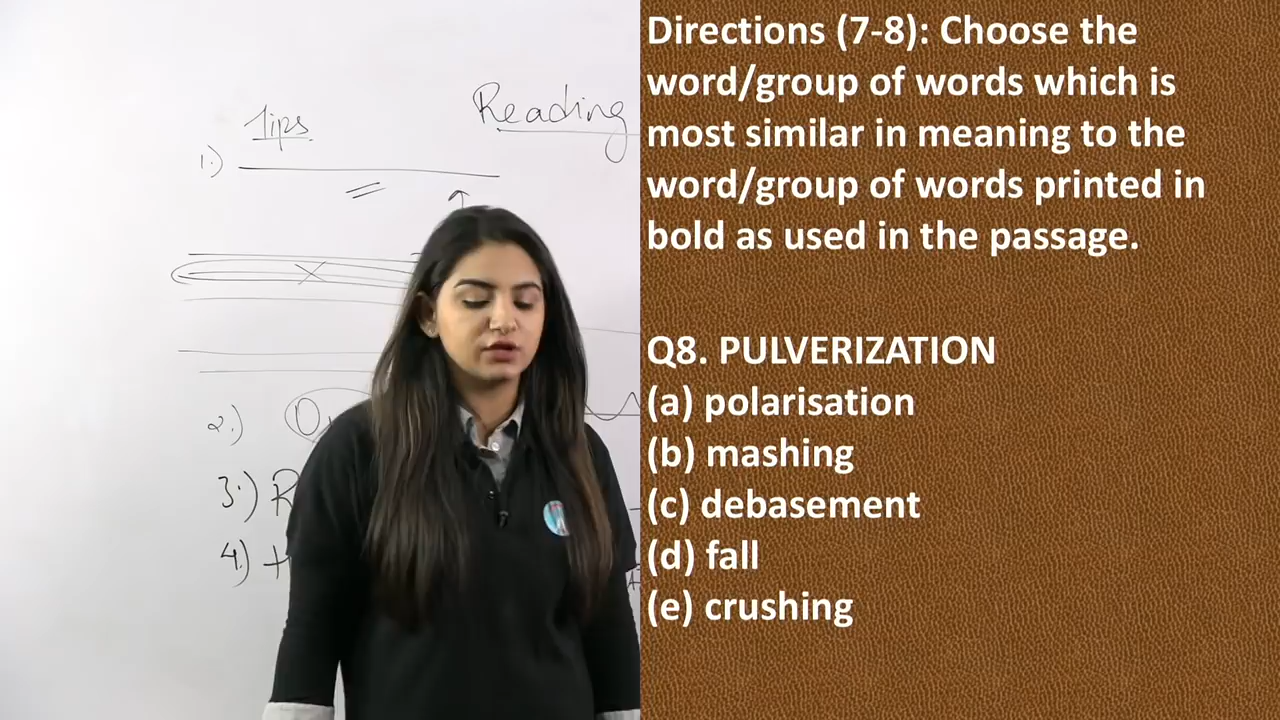 Tips
Reading
1.)
2.)
3.) R
4.)
Directions (7-8): Choose the
word/group of words which is
most similar in meaning to the
word/group of words printed in
bold as used in the passage.
Q8. PULVERIZATION
(a) polarisation
(b) mashing
(c) debasement
(d) fall
(e) crushing